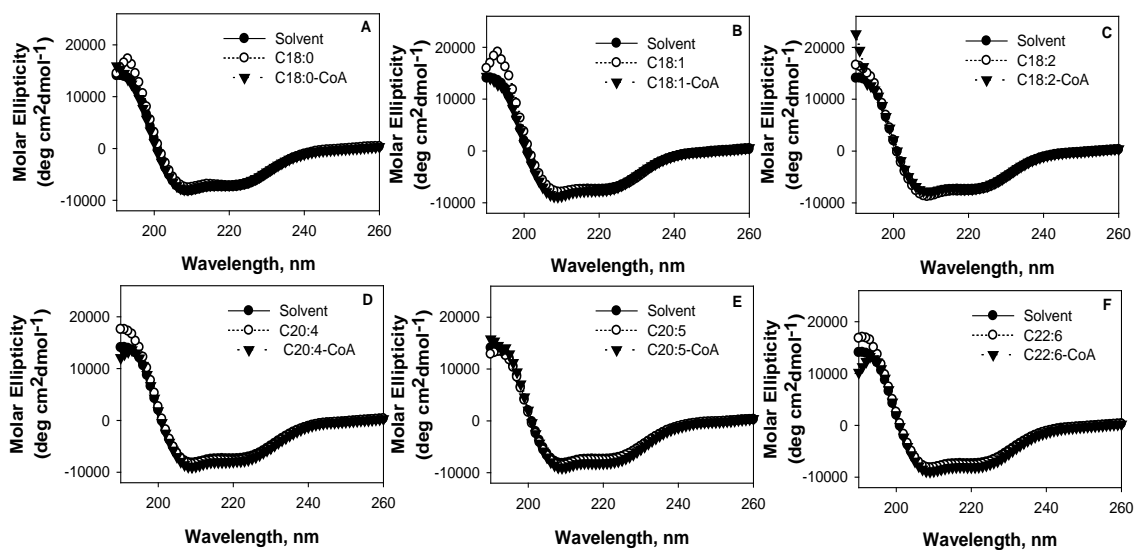 A
Solvent
C18:0
C18:0-CoA
Molar Ellipticity
(deg cm2dmol-1)
20000
10000
0
-10000
200 220 240 260
Wavelength, nm
B
Solvent
C18:1
C18:1-CoA
Molar Ellipticity
(deg cm2dmol-1)
20000
10000
0
-10000
200 220 240 260
Wavelength, nm
C
Solvent
C18:2
C18:2-CoA
Molar Ellipticity
(deg cm2dmol-1)
20000
10000
0
-10000
200 220 240 260
Wavelength, nm
D
Solvent
C20:4
C20:4-CoA
Molar Ellipticity
(deg cm2dmol-1)
20000
10000
0
-10000
200 220 240 260
Wavelength, nm
E
Solvent
C20:5
C20:5-CoA
Molar Ellipticity
(deg cm2dmol-1)
20000
10000
0
-10000
200 220 240 260
Wavelength, nm
F
Solvent
C22:6
C22:6-CoA
Molar Ellipticity
(deg cm2dmol-1)
20000
10000
0
-10000
200 220 240 260
Wavelength, nm